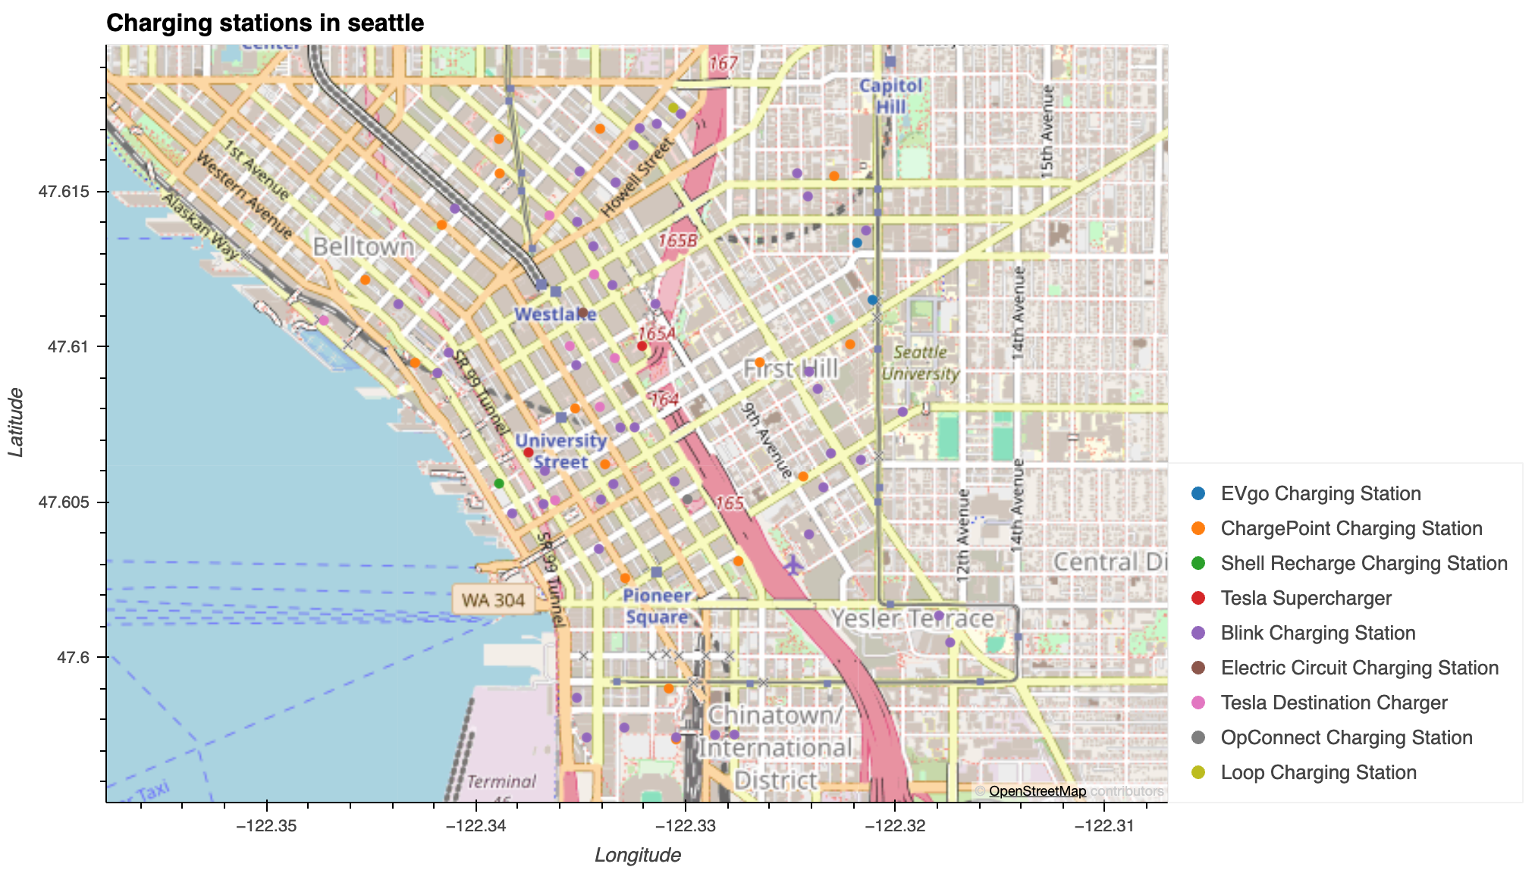 Charging stations in seattle
Center
167
Capitol
Hill
15th Avenue
1st Avenue
Western Avenue
Howell Street
47.615
Alaskan Way
Belltown
165B
14th Avenue
Westlake
165A
47.61
Seattle
University
First Hill
SR 99 Tunnel
164
9th Avenue
University
Street
Latitude
47.605
165
12th Avenue
14th Avenue
SR 99 Tunnel
Central Di
WA 304
Pioneer
Square
Yesler Terrace
47.6
Chinatown/
International
District
Terminal
46
er Taxi
© OpenStreetMap contributors
−122.35
−122.34
−122.33
−122.32
−122.31
Longitude
EVgo Charging Station
ChargePoint Charging Station
Shell Recharge Charging Station
Tesla Supercharger
Blink Charging Station
Electric Circuit Charging Station
Tesla Destination Charger
OpConnect Charging Station
Loop Charging Station